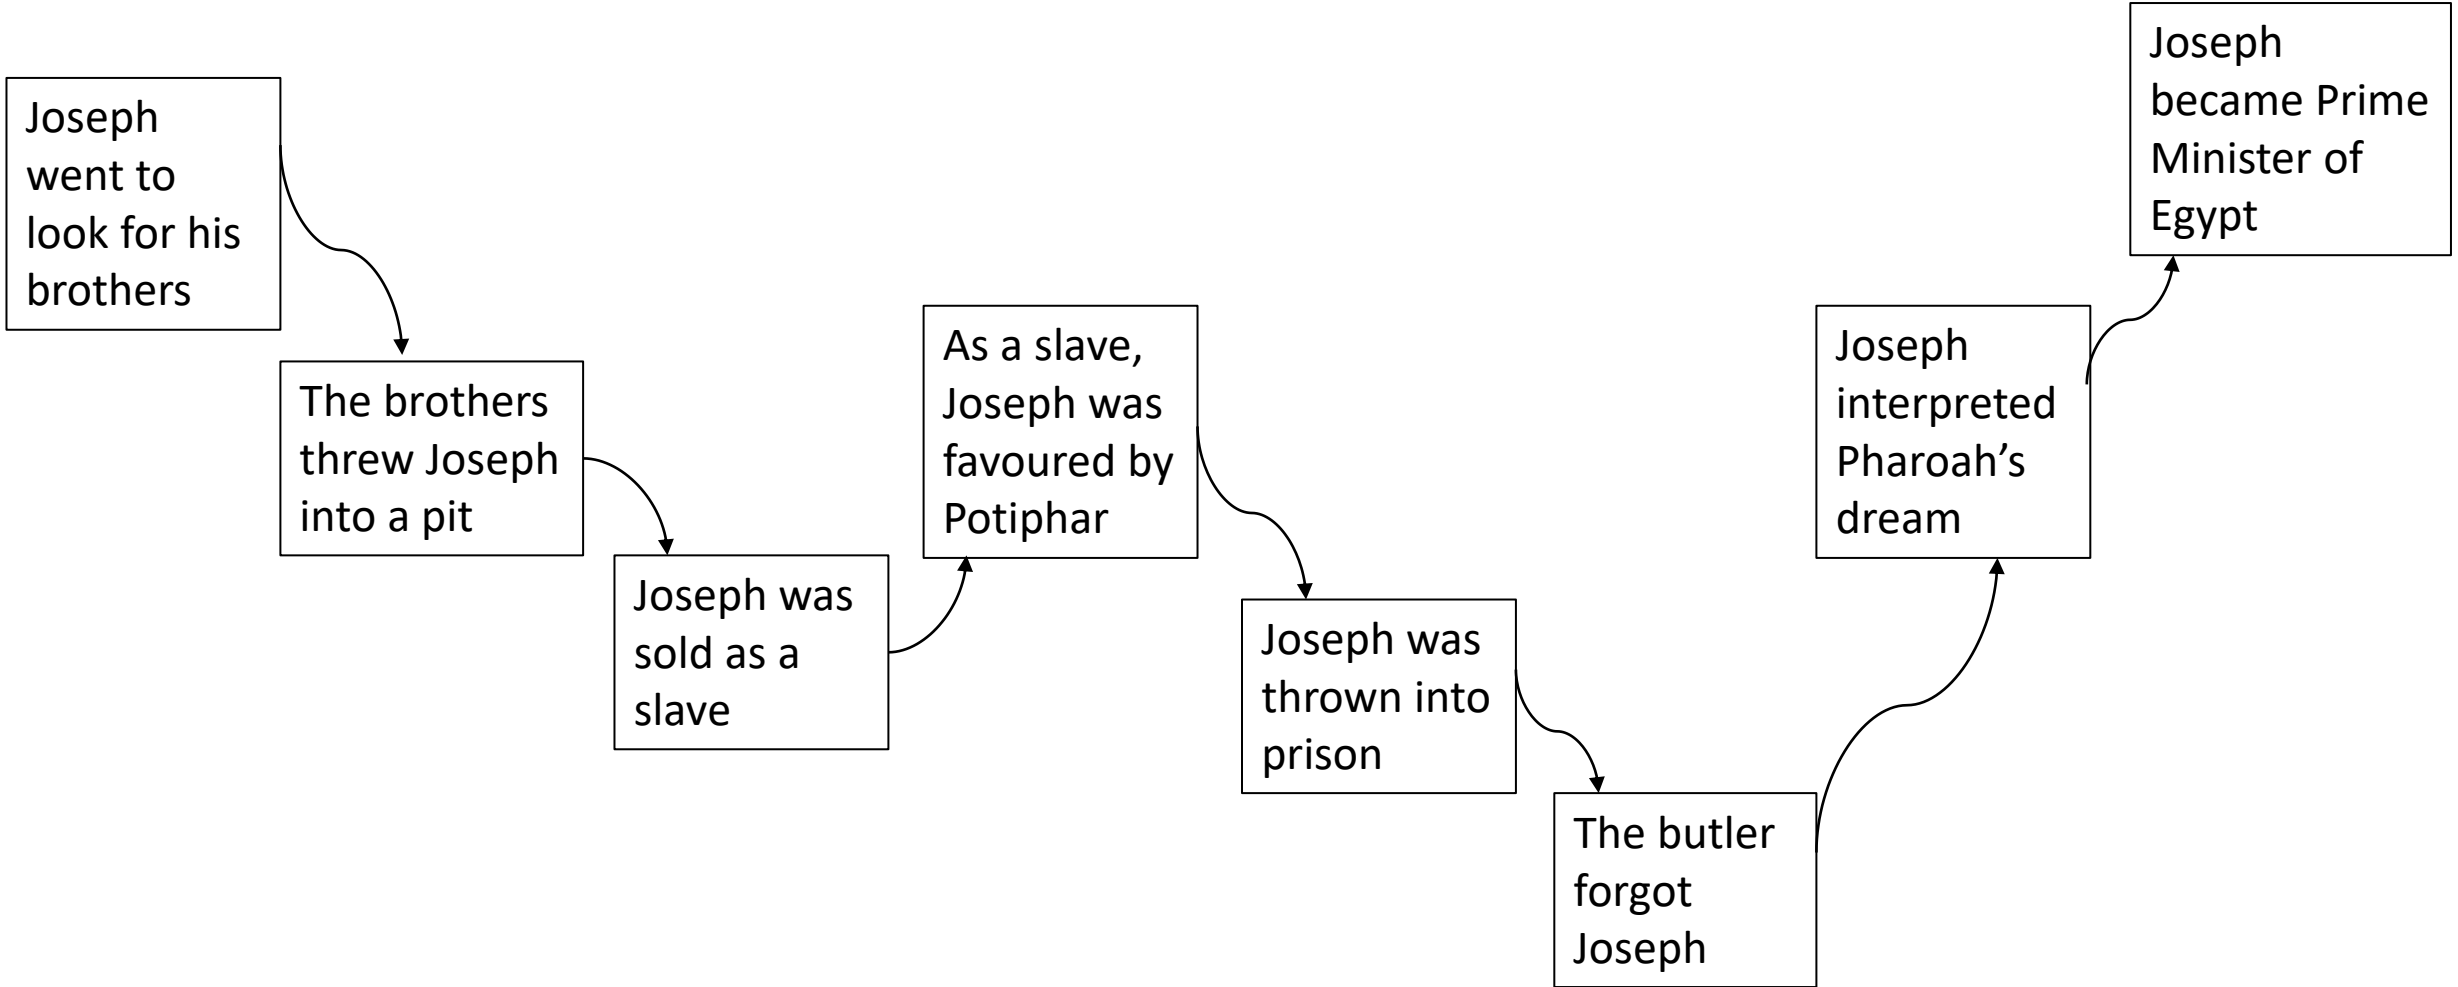 Joseph
went to
look for his
brothers
The brothers
threw Joseph
into a pit
Joseph was
sold as a
slave
As a slave,
Joseph was
favoured by
Potiphar
Joseph was
thrown into
prison
The butler
forgot
Joseph
Joseph
interpreted
Pharoah’s
dream
Joseph
became Prime
Minister of
Egypt